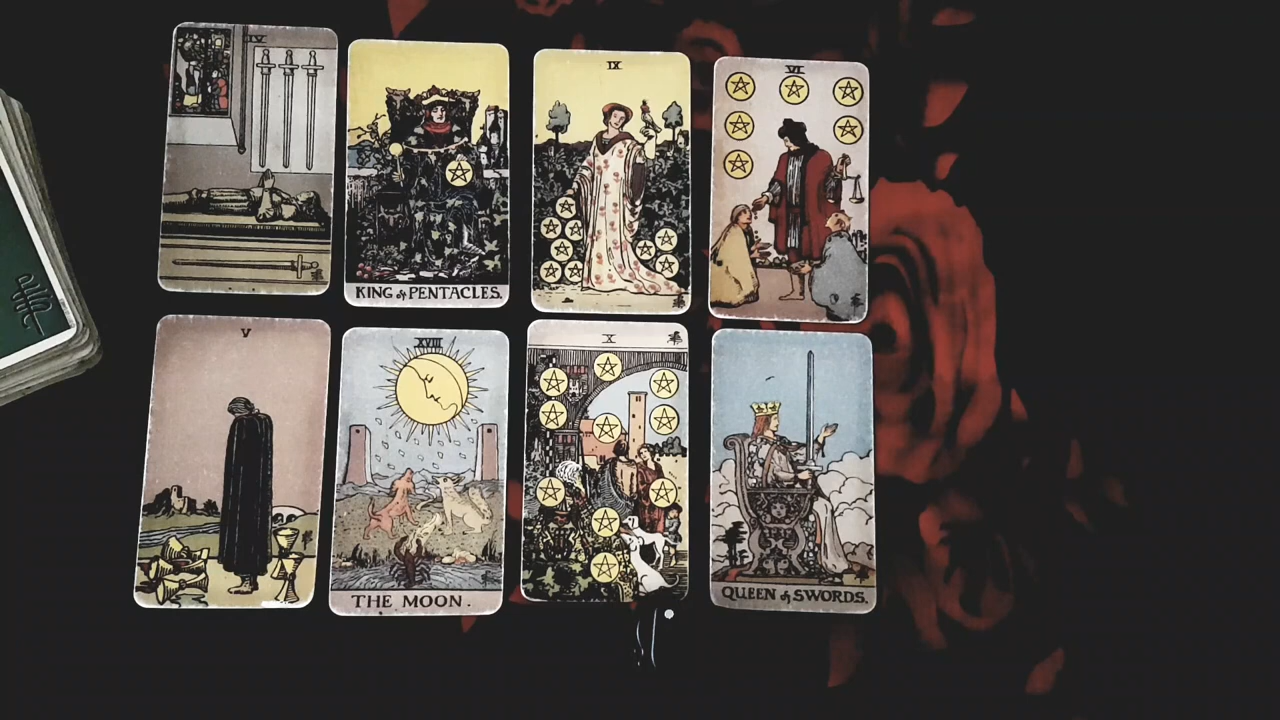 IV
KING of PENTACLES.
IX
VI
V
XVIII
THE MOON.
X
QUEEN of SWORDS.